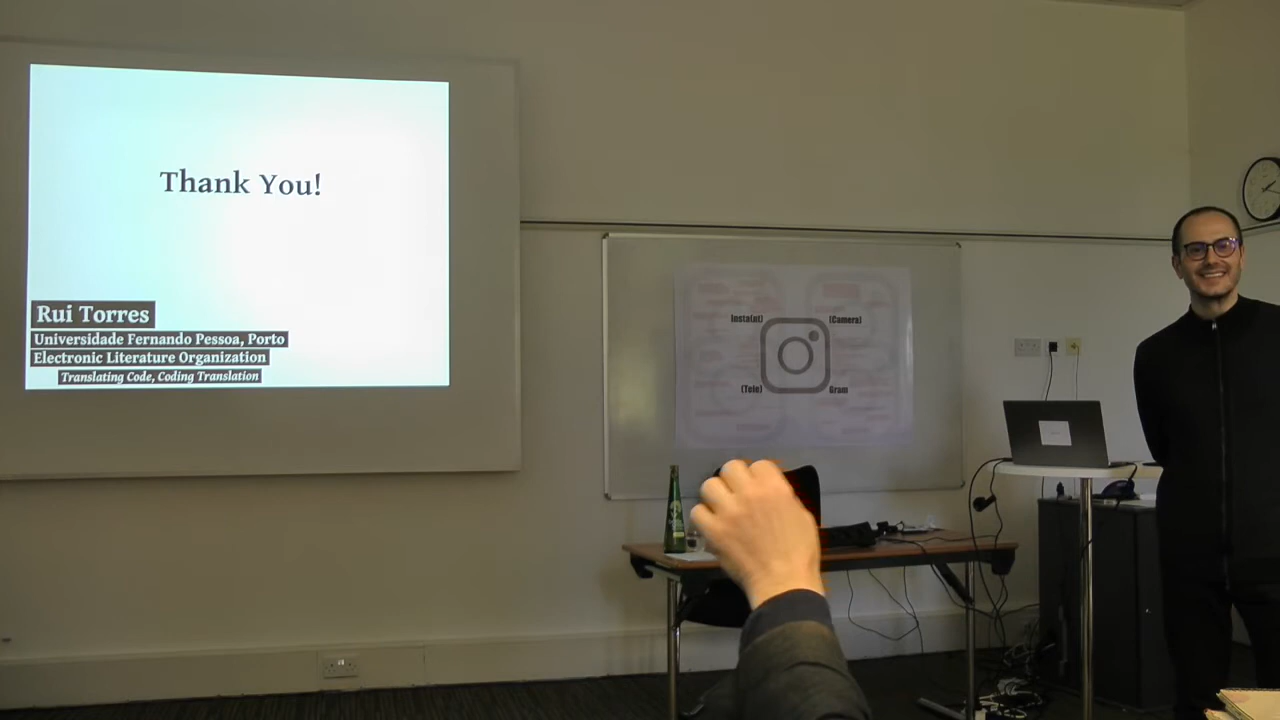 Thank You!
Rui Torres
Universidade Fernando Pessoa, Porto
Electronic Literature Organization
Translating Code, Coding Translation
Insta(nt)
(Camera)
(Tele)
Gram